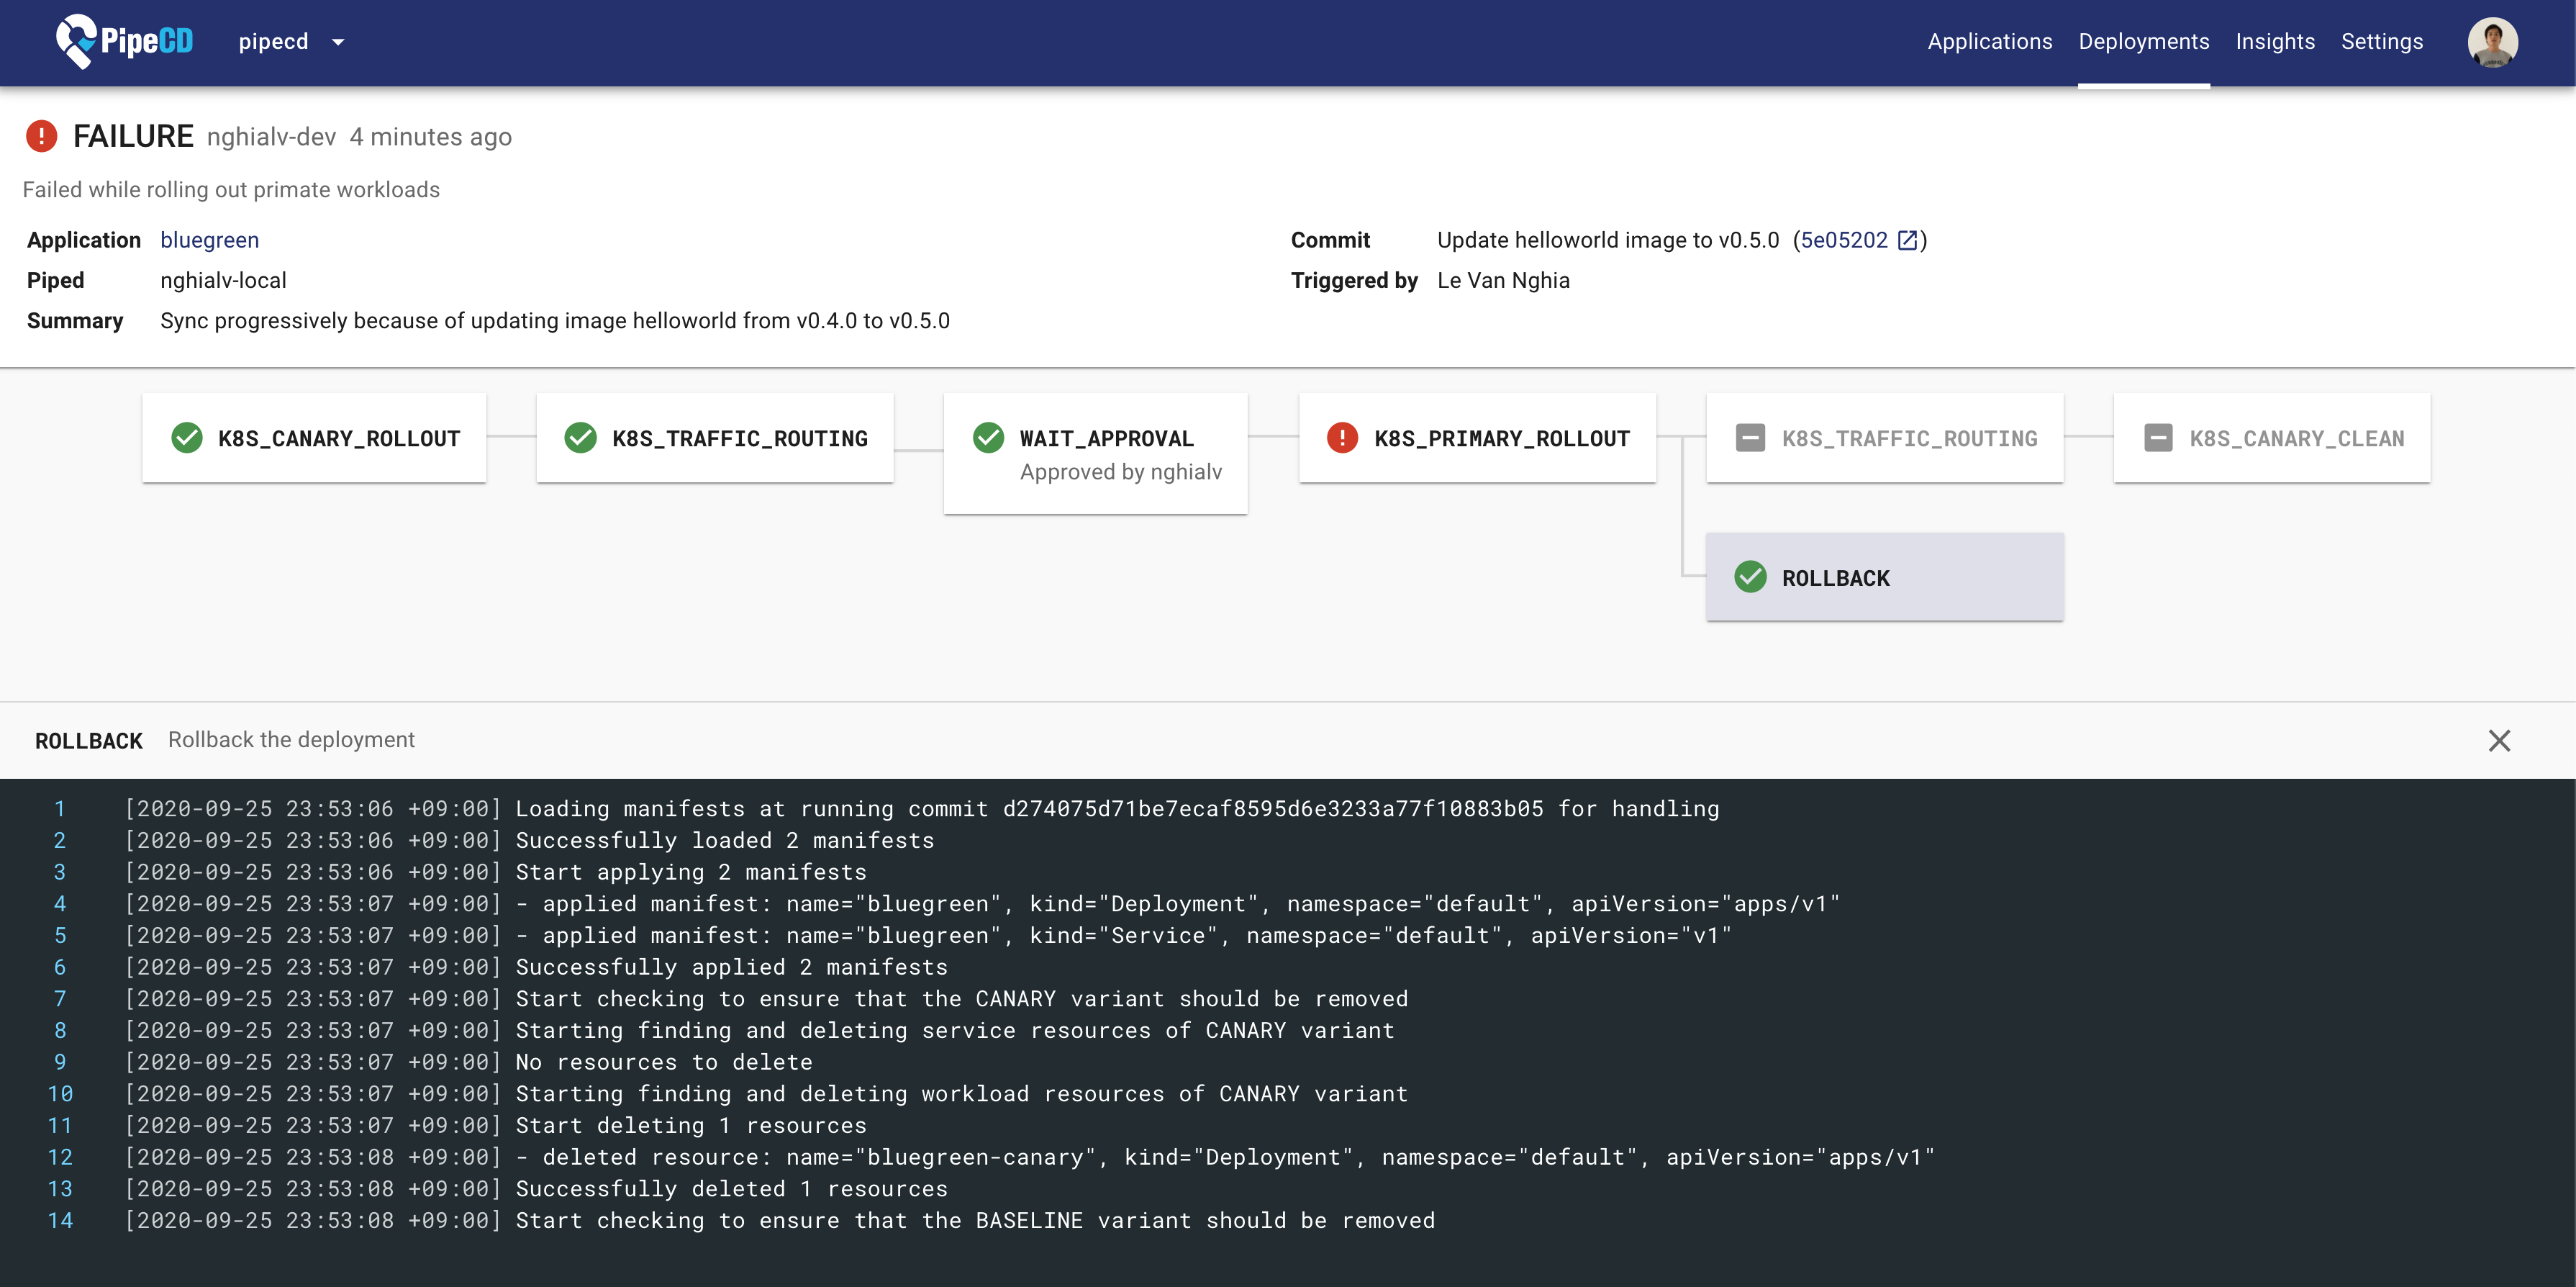 PipeCD pipecd Applications Deployments Insights Settings
FAILURE nghialv-dev 4 minutes ago
Failed while rolling out primate workloads
Application bluegreen
Piped nghialv-local
Summary Sync progressively because of updating image helloworld from v0.4.0 to v0.5.0
Commit Update helloworld image to v0.5.0 (5e05202)
Triggered by Le Van Nghia
K8S_CANARY_ROLLOUT
K8S_TRAFFIC_ROUTING
WAIT_APPROVAL
Approved by nghialv
K8S_PRIMARY_ROLLOUT
K8S_TRAFFIC_ROUTING
K8S_CANARY_CLEAN
ROLLBACK
ROLLBACK Rollback the deployment
1 [2020-09-25 23:53:06 +09:00] Loading manifests at running commit d274075d71be7ecaf8595d6e3233a77f10883b05 for handling
2 [2020-09-25 23:53:06 +09:00] Successfully loaded 2 manifests
3 [2020-09-25 23:53:06 +09:00] Start applying 2 manifests
4 [2020-09-25 23:53:07 +09:00] - applied manifest: name="bluegreen", kind="Deployment", namespace="default", apiVersion="apps/v1"
5 [2020-09-25 23:53:07 +09:00] - applied manifest: name="bluegreen", kind="Service", namespace="default", apiVersion="v1"
6 [2020-09-25 23:53:07 +09:00] Successfully applied 2 manifests
7 [2020-09-25 23:53:07 +09:00] Start checking to ensure that the CANARY variant should be removed
8 [2020-09-25 23:53:07 +09:00] Starting finding and deleting service resources of CANARY variant
9 [2020-09-25 23:53:07 +09:00] No resources to delete
10 [2020-09-25 23:53:07 +09:00] Starting finding and deleting workload resources of CANARY variant
11 [2020-09-25 23:53:07 +09:00] Start deleting 1 resources
12 [2020-09-25 23:53:08 +09:00] - deleted resource: name="bluegreen-canary", kind="Deployment", namespace="default", apiVersion="apps/v1"
13 [2020-09-25 23:53:08 +09:00] Successfully deleted 1 resources
14 [2020-09-25 23:53:08 +09:00] Start checking to ensure that the BASELINE variant should be removed